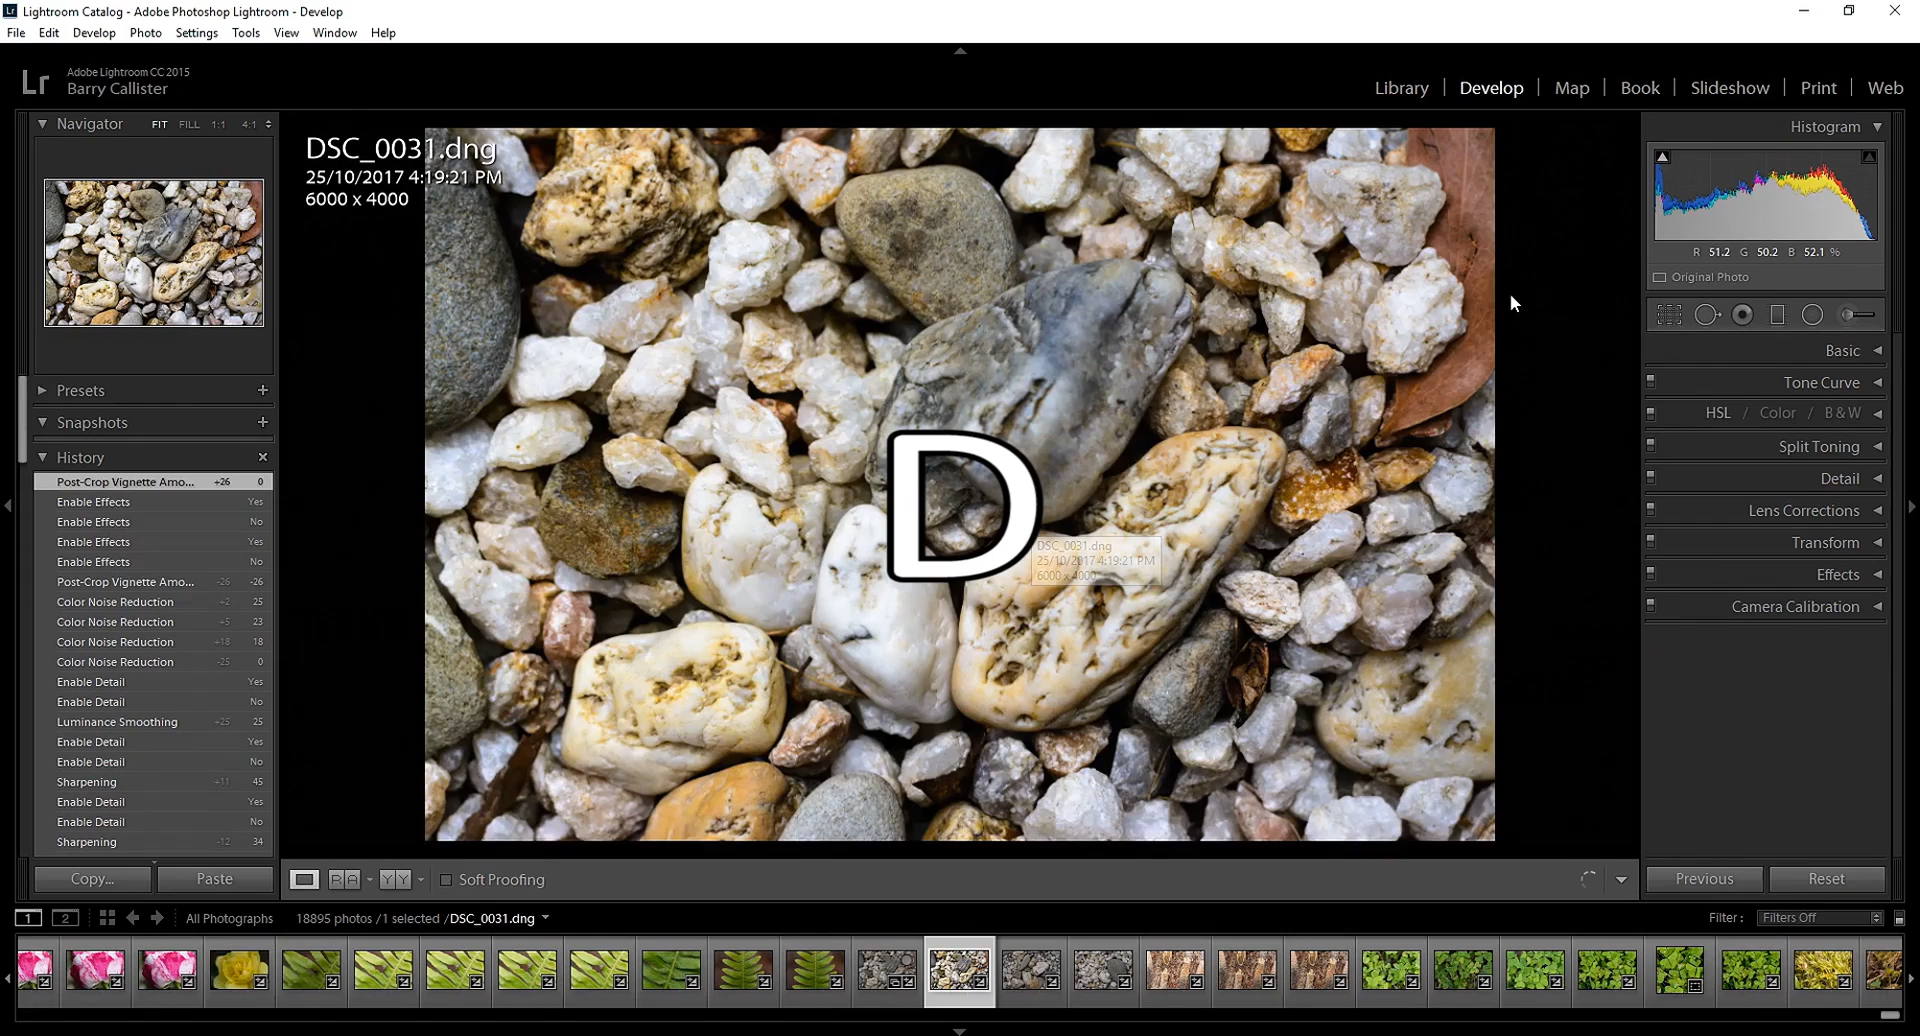 Lr Lightroom Catalog - Adobe Photoshop Lightroom - Develop
File Edit Develop Photo Settings Tools View Window Help
Lr Adobe Lightroom CC 2015
Barry Callister
Library | Develop | Map | Book | Slideshow | Print | Web
Navigator FIT FILL 1:1 4:1
DSC_0031.dng
25/10/2017 4:19:21 PM
6000 x 4000
Histogram
R 51.2 G 50.2 B 52.1 %
Original Photo
Basic
Tone Curve
HSL / Color / B & W
Split Toning
Detail
Lens Corrections
Transform
Effects
Camera Calibration
Presets +
Snapshots +
History ×
Post-Crop Vignette Amo... +26 0
Enable Effects Yes
Enable Effects No
Enable Effects Yes
Enable Effects No
Post-Crop Vignette Amo... -26 -26
Color Noise Reduction +2 25
Color Noise Reduction +5 23
Color Noise Reduction +18 18
Color Noise Reduction -25 0
Enable Detail Yes
Enable Detail No
Luminance Smoothing +25 25
Enable Detail Yes
Enable Detail No
Sharpening +11 45
Enable Detail Yes
Enable Detail No
Sharpening -12 34
D
DSC_0031.dng
25/10/2017 4:19:21 PM
6000 x 4000
Copy... Paste
R A Y Y Soft Proofing
Previous Reset
1 2 All Photographs 18895 photos /1 selected /DSC_0031.dng
Filter : Filters Off